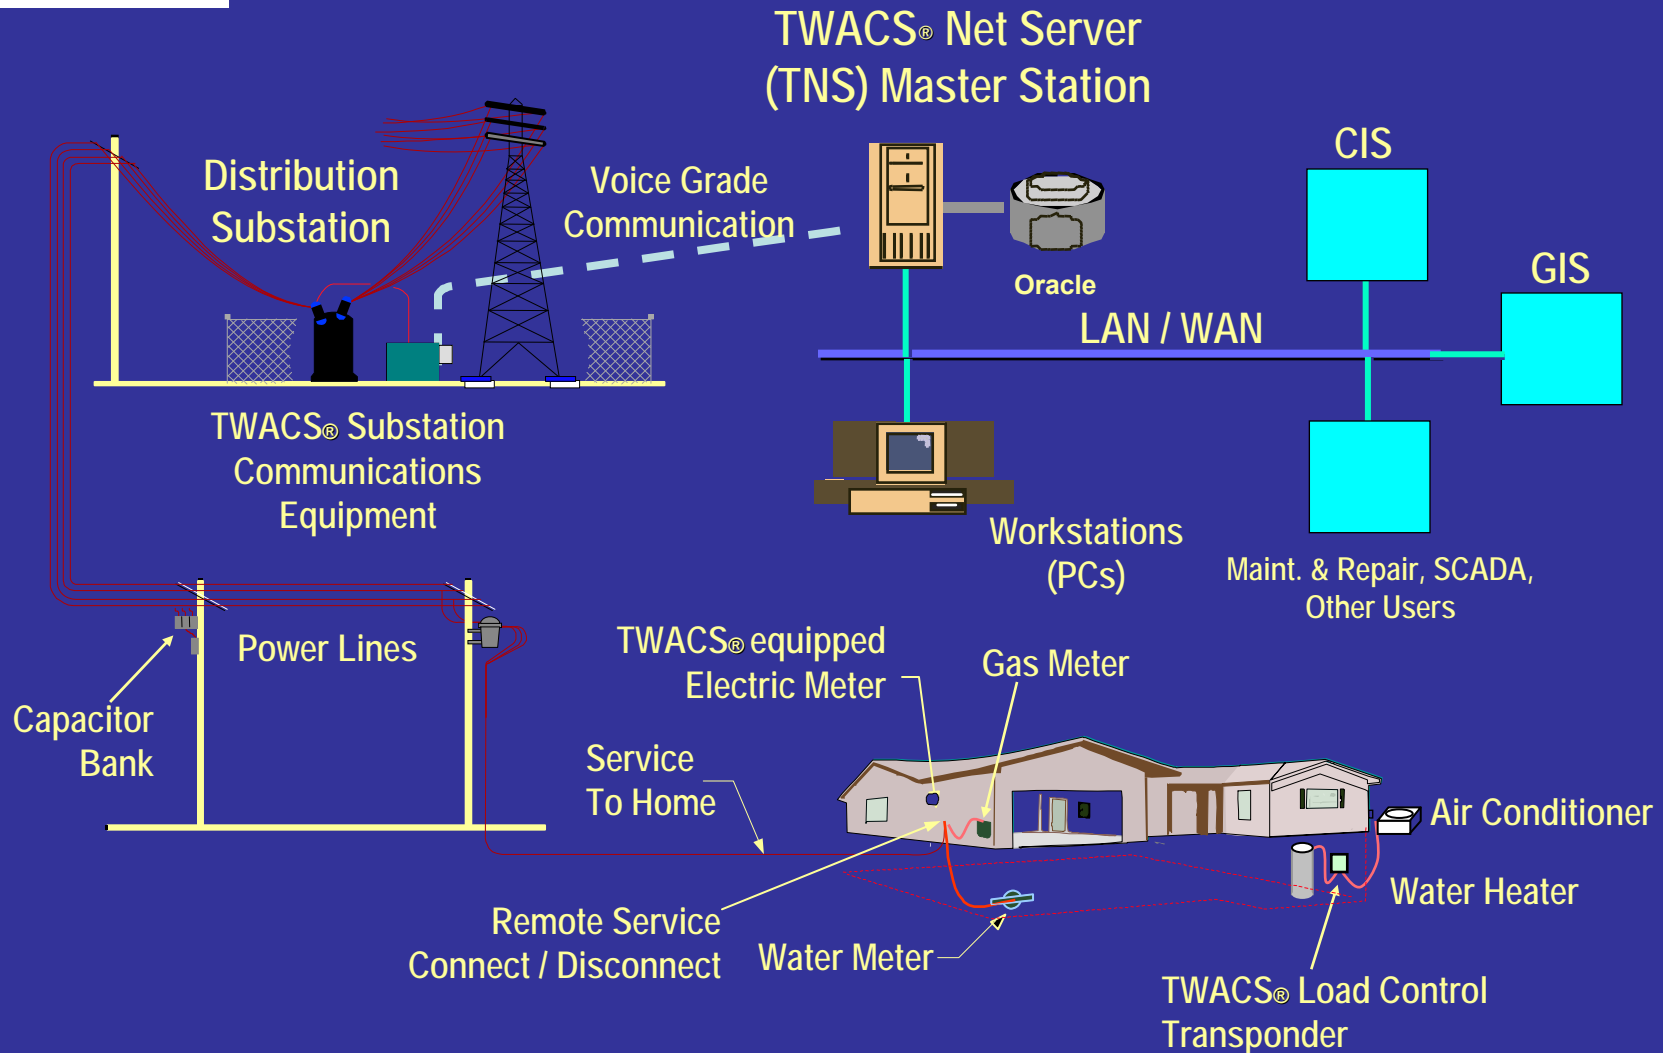 TWACS® Net Server
(TNS) Master Station
Distribution
Substation
Voice Grade
Communication
Oracle
CIS
GIS
LAN / WAN
TWACS® Substation
Communications
Equipment
Workstations
(PCs)
Maint. & Repair, SCADA,
Other Users
Power Lines
Capacitor
Bank
TWACS® equipped
Electric Meter
Gas Meter
Service
To Home
Air Conditioner
Water Heater
Remote Service
Connect / Disconnect
Water Meter
TWACS® Load Control
Transponder